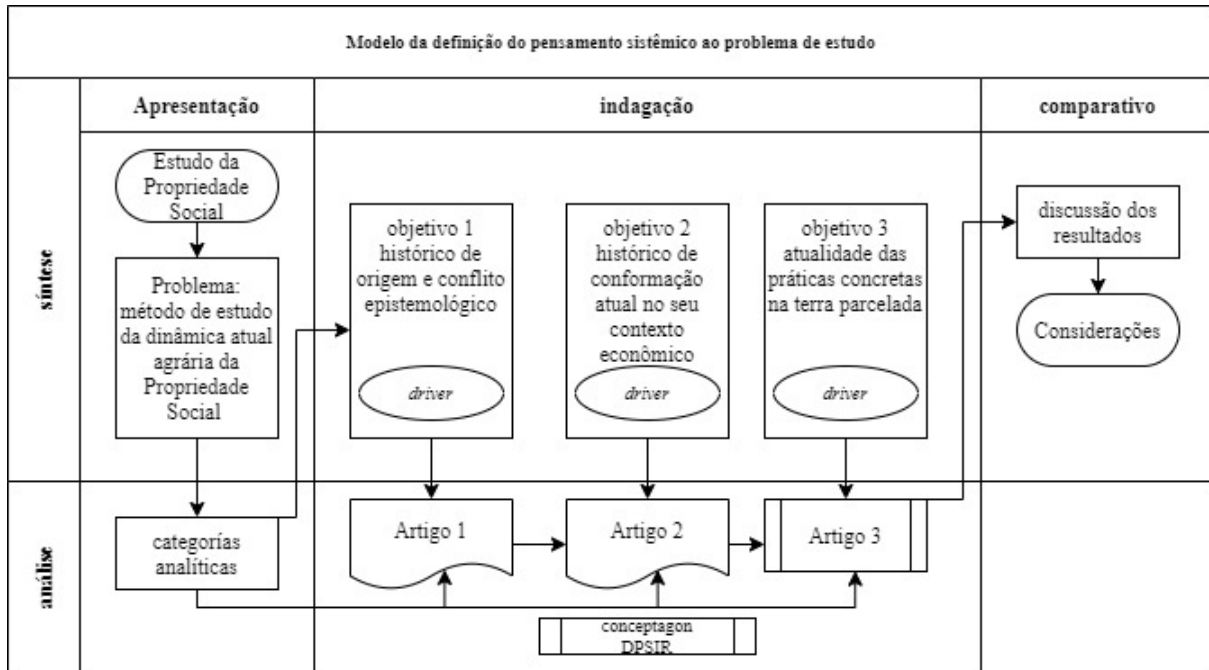 Modelo da definição do pensamento sistêmico ao problema de estudo
Apresentação
indagação
comparativo
síntese
Estudo da
Propriedade
Social
Problema:
método de estudo
da dinâmica atual
agrária da
Propriedade
Social
objetivo 1
histórico de
origem e conflito
epistemológico
driver
objetivo 2
histórico de
conformação
atual no seu
contexto
econômico
driver
objetivo 3
atualidade das
práticas concretas
na terra parcelada
driver
discussão dos
resultados
Considerações
análise
categorías
analíticas
Artigo 1
Artigo 2
Artigo 3
conceptagon
DPSIR